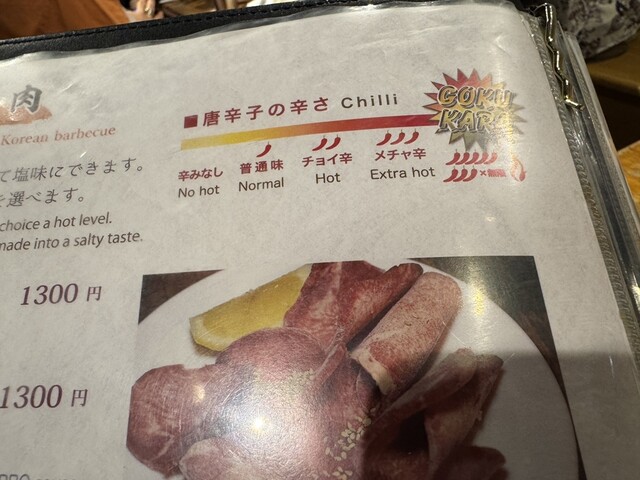 肉
Korean barbecue
て塩味にできます。
を選べます。
choice a hot level.
made into a salty taste.
1300 円
1300 円
■唐辛子の辛さ Chilli
GOKU
KARA
辛みなし 普通味 チョイ辛 メチャ辛
No hot Normal Hot Extra hot